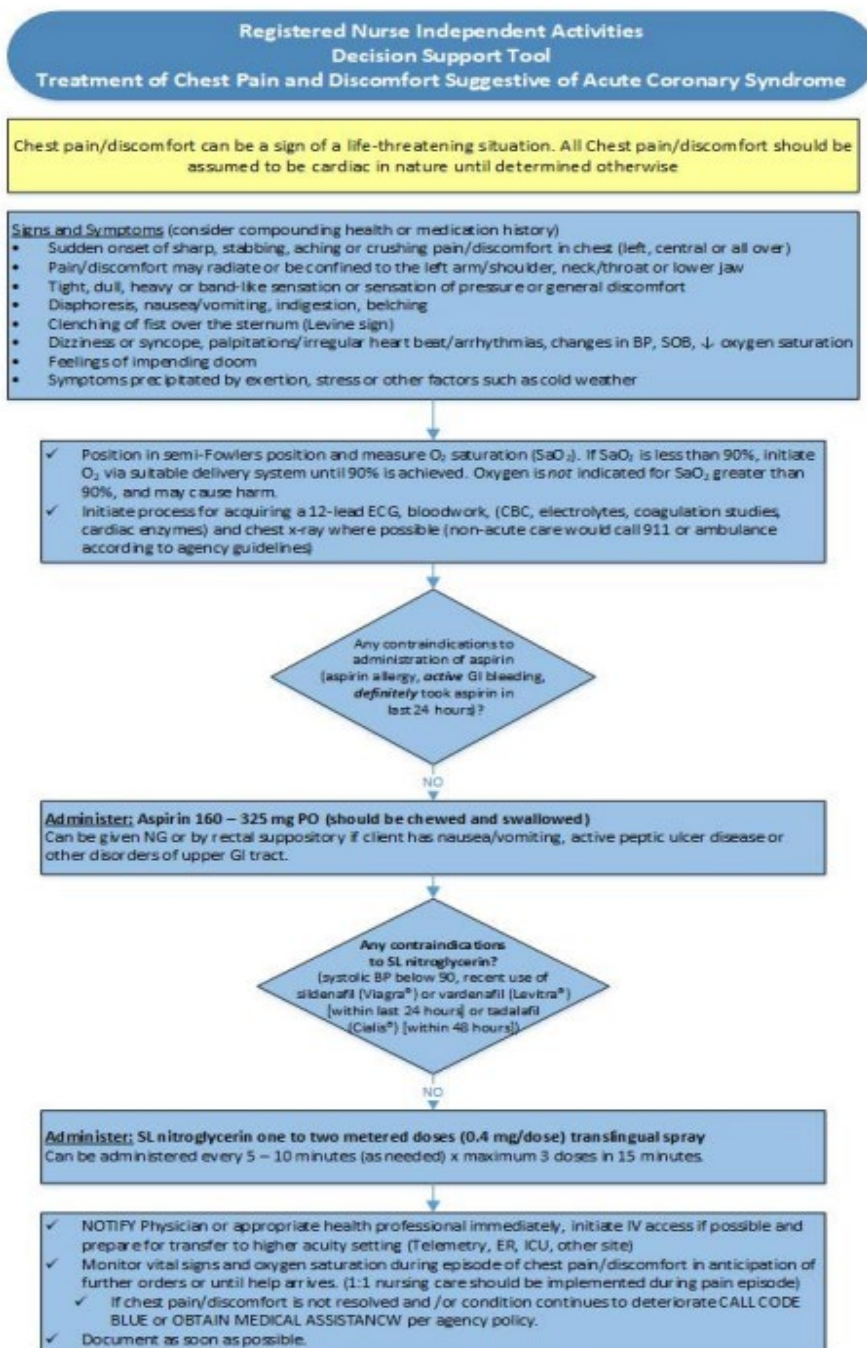 Registered Nurse Independent Activities
Decision Support Tool
Treatment of Chest Pain and Discomfort Suggestive of Acute Coronary Syndrome
Chest pain/discomfort can be a sign of a life-threatening situation. All Chest pain/discomfort should be
assumed to be cardiac in nature until determined otherwise
Signs and Symptoms (consider compounding health or medication history)
• Sudden onset of sharp, stabbing, aching or crushing pain/discomfort in chest (left, central or all over)
• Pain/discomfort may radiate or be confined to the left arm/shoulder, neck/throat or lower jaw
• Tight, dull, heavy or band-like sensation or sensation of pressure or general discomfort
• Diaphoresis, nausea/vomiting, indigestion, belching
• Clenching of fist over the sternum (Levine sign)
• Dizziness or syncope, palpitations/irregular heart beat/arrhythmias, changes in BP, SOB, ↓ oxygen saturation
• Feelings of impending doom
• Symptoms precipitated by exertion, stress or other factors such as cold weather
✓ Position in semi-Fowlers position and measure O₂ saturation (SaO₂). If SaO₂ is less than 90%, initiate
O₂ via suitable delivery system until 90% is achieved. Oxygen is not indicated for SaO₂ greater than
90%, and may cause harm.
✓ Initiate process for acquiring a 12-lead ECG, bloodwork, (CBC, electrolytes, coagulation studies,
cardiac enzymes) and chest x-ray where possible (non-acute care would call 911 or ambulance
according to agency guidelines)
Any contraindications to
administration of aspirin
(aspirin allergy, active GI bleeding,
definitely took aspirin in
last 24 hours)?
NO
Administer: Aspirin 160 – 325 mg PO (should be chewed and swallowed)
Can be given NG or by rectal suppository if client has nausea/vomiting, active peptic ulcer disease or
other disorders of upper GI tract.
Any contraindications
to SL nitroglycerin?
(systolic BP below 90, recent use of
sildenafil (Viagra®) or vardenafil (Levitra®)
[within last 24 hours] or tadalafil
(Cialis®) [within 48 hours])
NO
Administer: SL nitroglycerin one to two metered doses (0.4 mg/dose) translingual spray
Can be administered every 5 – 10 minutes (as needed) x maximum 3 doses in 15 minutes.
✓ NOTIFY Physician or appropriate health professional immediately, initiate IV access if possible and
prepare for transfer to higher acuity setting (Telemetry, ER, ICU, other site)
✓ Monitor vital signs and oxygen saturation during episode of chest pain/discomfort in anticipation of
further orders or until help arrives. (1:1 nursing care should be implemented during pain episode)
✓ If chest pain/discomfort is not resolved and /or condition continues to deteriorate CALL CODE
BLUE or OBTAIN MEDICAL ASSISTANCW per agency policy.
✓ Document as soon as possible.